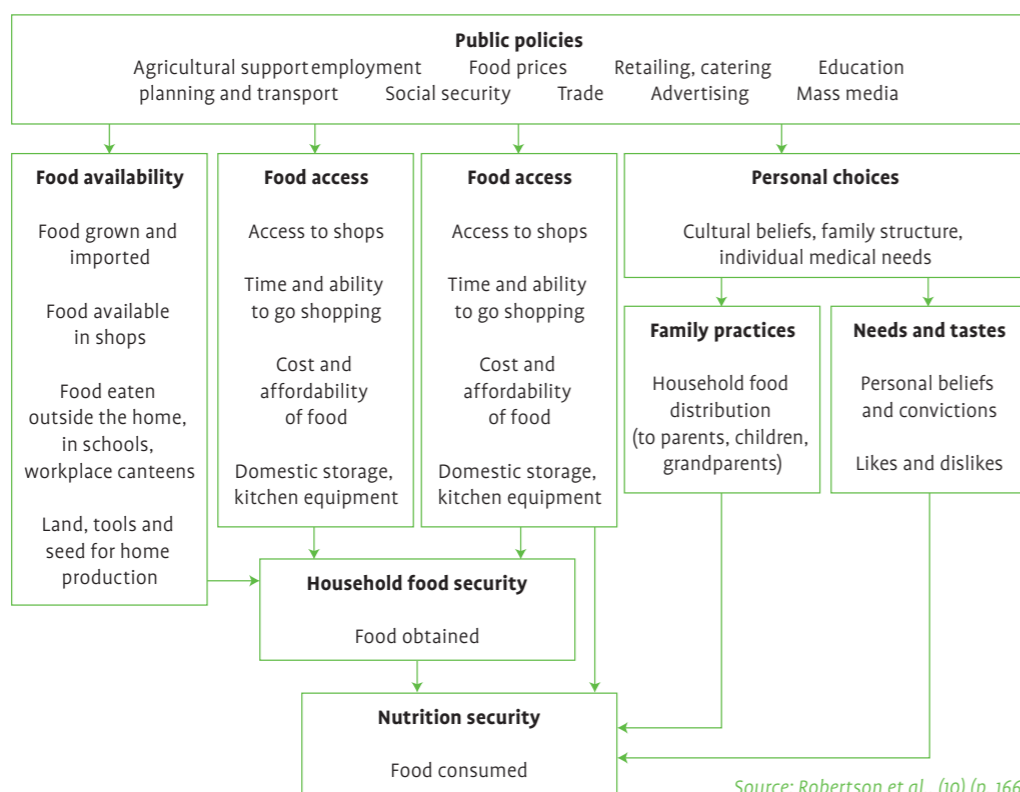 Public policies
Agricultural support employment Food prices Retailing, catering Education
planning and transport Social security Trade Advertising Mass media
Food availability
Food grown and
imported
Food available
in shops
Food eaten
outside the home,
in schools,
workplace canteens
Land, tools and
seed for home
production
Food access
Access to shops
Time and ability
to go shopping
Cost and
affordability
of food
Domestic storage,
kitchen equipment
Food access
Access to shops
Time and ability
to go shopping
Cost and
affordability
of food
Domestic storage,
kitchen equipment
Personal choices
Cultural beliefs, family structure,
individual medical needs
Family practices
Household food
distribution
(to parents, children,
grandparents)
Needs and tastes
Personal beliefs
and convictions
Likes and dislikes
Household food security
Food obtained
Nutrition security
Food consumed
Source: Robertson et al., (10) (p. 166